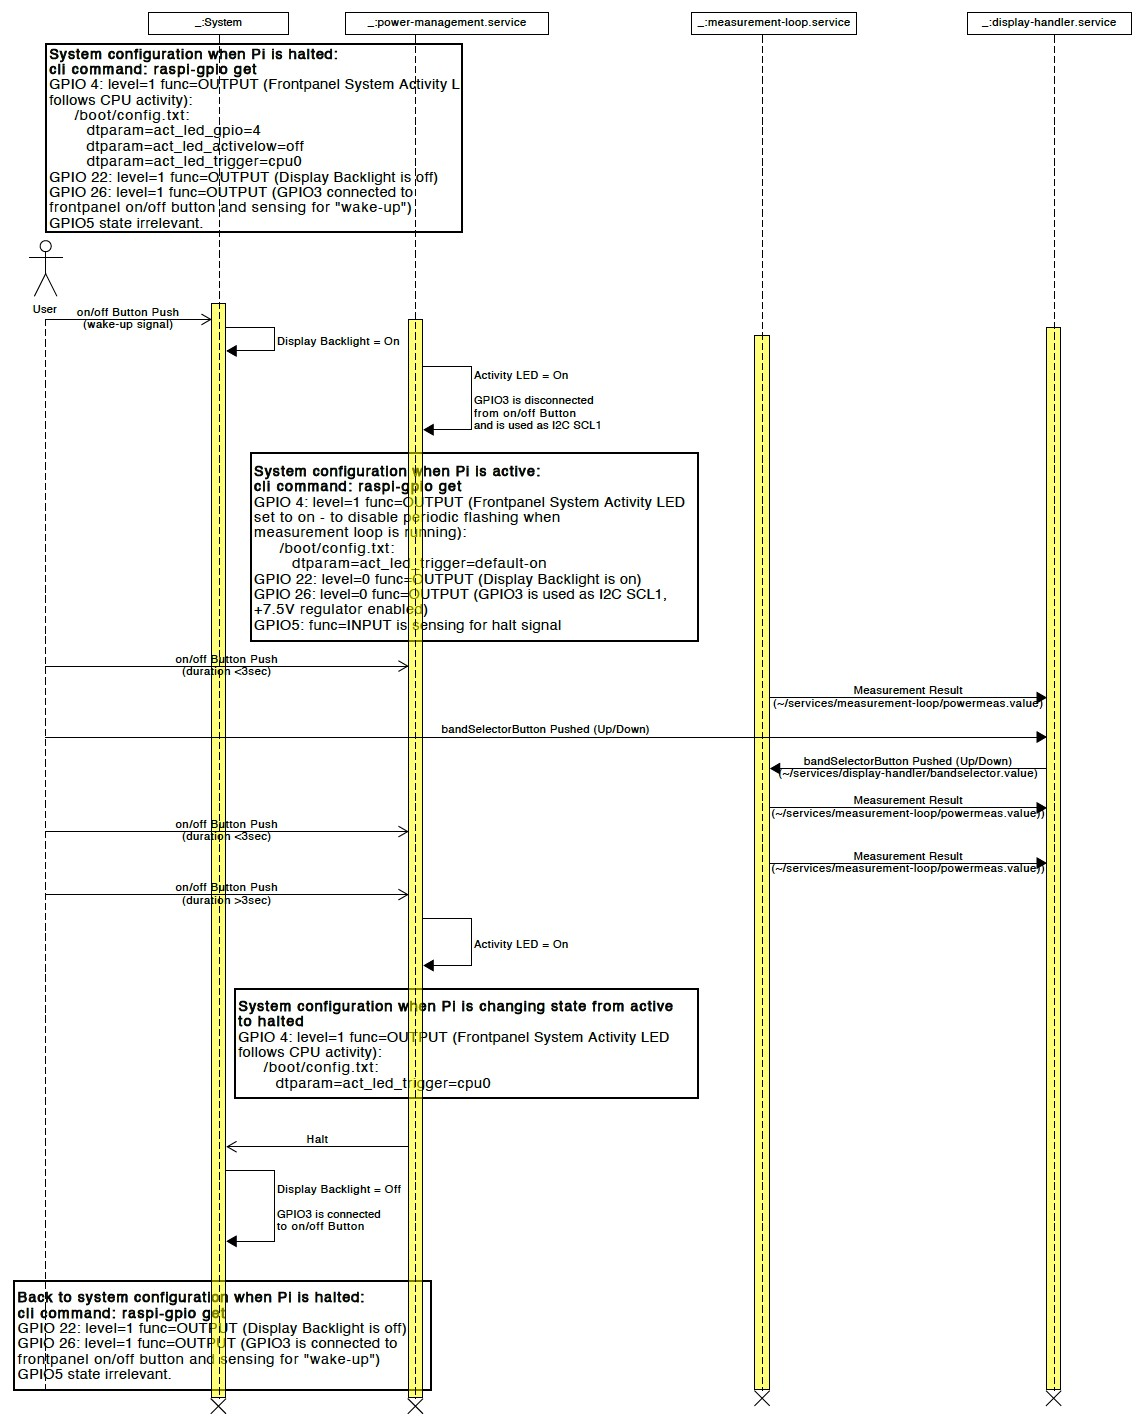 _:System
_:power-management.service
_:measurement-loop.service
_:display-handler.service
System configuration when Pi is halted:
cli command: raspi-gpio get
GPIO 4: level=1 func=OUTPUT (Frontpanel System Activity L
follows CPU activity):
/boot/config.txt:
dtparam=act_led_gpio=4
dtparam=act_led_activelow=off
dtparam=act_led_trigger=cpu0
GPIO 22: level=1 func=OUTPUT (Display Backlight is off)
GPIO 26: level=1 func=OUTPUT (GPIO3 connected to
frontpanel on/off button and sensing for "wake-up")
GPIO5 state irrelevant.
User
on/off Button Push
(wake-up signal)
Display Backlight = On
Activity LED = On
GPIO3 is disconnected
from on/off Button
and is used as I2C SCL1
System configuration when Pi is active:
cli command: raspi-gpio get
GPIO 4: level=1 func=OUTPUT (Frontpanel System Activity LED
set to on - to disable periodic flashing when
measurement loop is running):
/boot/config.txt:
dtparam=act_led_trigger=default-on
GPIO 22: level=0 func=OUTPUT (Display Backlight is on)
GPIO 26: level=0 func=OUTPUT (GPIO3 is used as I2C SCL1,
+7.5V regulator enabled)
GPIO5: func=INPUT is sensing for halt signal
on/off Button Push
(duration <3sec)
Measurement Result
(~/services/measurement-loop/powermeas.value)
bandSelectorButton Pushed (Up/Down)
bandSelectorButton Pushed (Up/Down)
(~/services/display-handler/bandselector.value)
Measurement Result
(~/services/measurement-loop/powermeas.value))
on/off Button Push
(duration <3sec)
Measurement Result
(~/services/measurement-loop/powermeas.value))
on/off Button Push
(duration >3sec)
Activity LED = On
System configuration when Pi is changing state from active
to halted
GPIO 4: level=1 func=OUTPUT (Frontpanel System Activity LED
follows CPU activity):
/boot/config.txt:
dtparam=act_led_trigger=cpu0
Halt
Display Backlight = Off
GPIO3 is connected
to on/off Button
Back to system configuration when Pi is halted:
cli command: raspi-gpio get
GPIO 22: level=1 func=OUTPUT (Display Backlight is off)
GPIO 26: level=1 func=OUTPUT (GPIO3 is connected to
frontpanel on/off button and sensing for "wake-up")
GPIO5 state irrelevant.